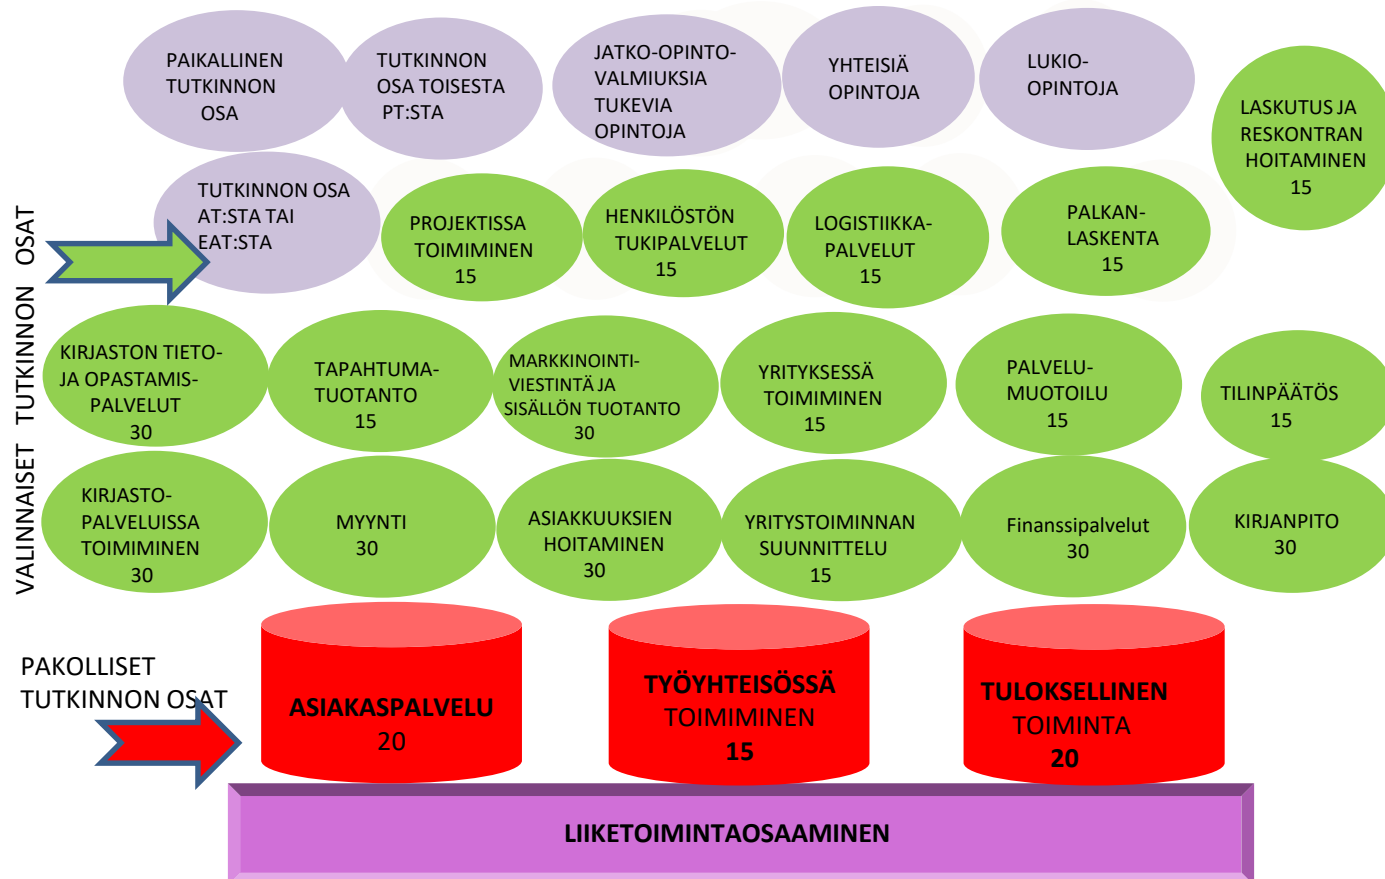 PAIKALLINEN
TUTKINNON
OSA
TUTKINNON
OSA TOISESTA
PT:STA
JATKO-OPINTO-
VALMIUKSIA
TUKEVIA
OPINTOJA
YHTEISIÄ
OPINTOJA
LUKIO-
OPINTOJA
LASKUTUS JA
RESKONTRAN
HOITAMINEN
15
TUTKINNON OSA
AT:STA TAI
EAT:STA
PROJEKTISSA
TOIMIMINEN
15
HENKILÖSTÖN
TUKIPALVELUT
15
LOGISTIIKKA-
PALVELUT
15
PALKAN-
LASKENTA
15
VALINNAISET TUTKINNON OSAT
KIRJASTON TIETO-
JA OPASTAMIS-
PALVELUT
30
TAPAHTUMA-
TUOTANTO
15
MARKKINOINTI-
VIESTINTÄ JA
SISÄLLÖN TUOTANTO
30
YRITYKSESSÄ
TOIMIMINEN
15
PALVELU-
MUOTOILU
15
TILINPÄÄTÖS
15
KIRJASTO-
PALVELUISSA
TOIMIMINEN
30
MYYNTI
30
ASIAKKUUKSIEN
HOITAMINEN
30
YRITYSTOIMINNAN
SUUNNITTELU
15
Finanssipalvelut
30
KIRJANPITO
30
PAKOLLISET
TUTKINNON OSAT
ASIAKASPALVELU
20
TYÖYHTEISÖSSÄ
TOIMIMINEN
15
TULOKSELLINEN
TOIMINTA
20
LIIKETOIMINTAOSAAMINEN